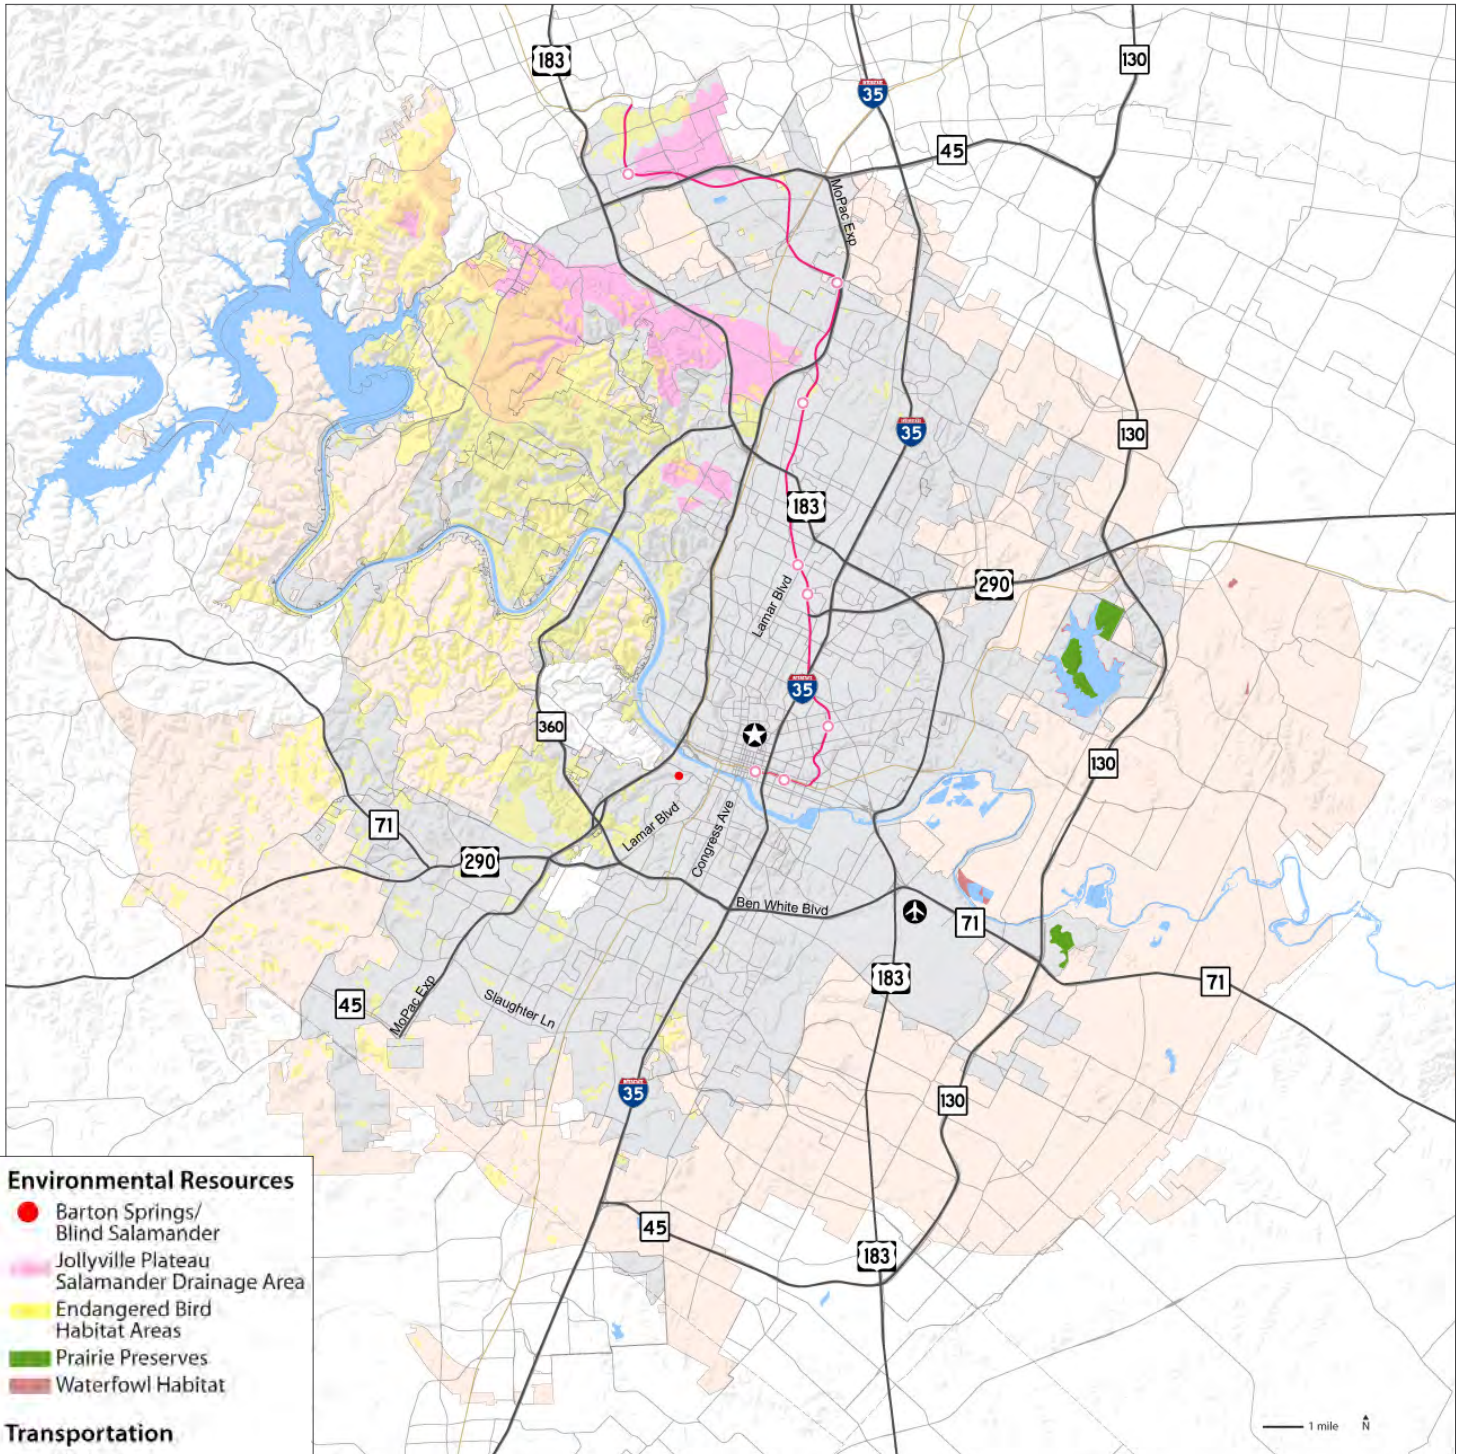 183
35
130
45
MoPac Exp
35
130
183
290
Lamar Blvd
35
360
130
71
290
Lamar Blvd
Congress Ave
Ben White Blvd
71
183
71
45
MoPac Exp
Slaughter Ln
35
130
45
183
Environmental Resources
Barton Springs/
Blind Salamander
Jollyville Plateau
Salamander Drainage Area
Endangered Bird
Habitat Areas
Prairie Preserves
Waterfowl Habitat
Transportation
1 mile
N